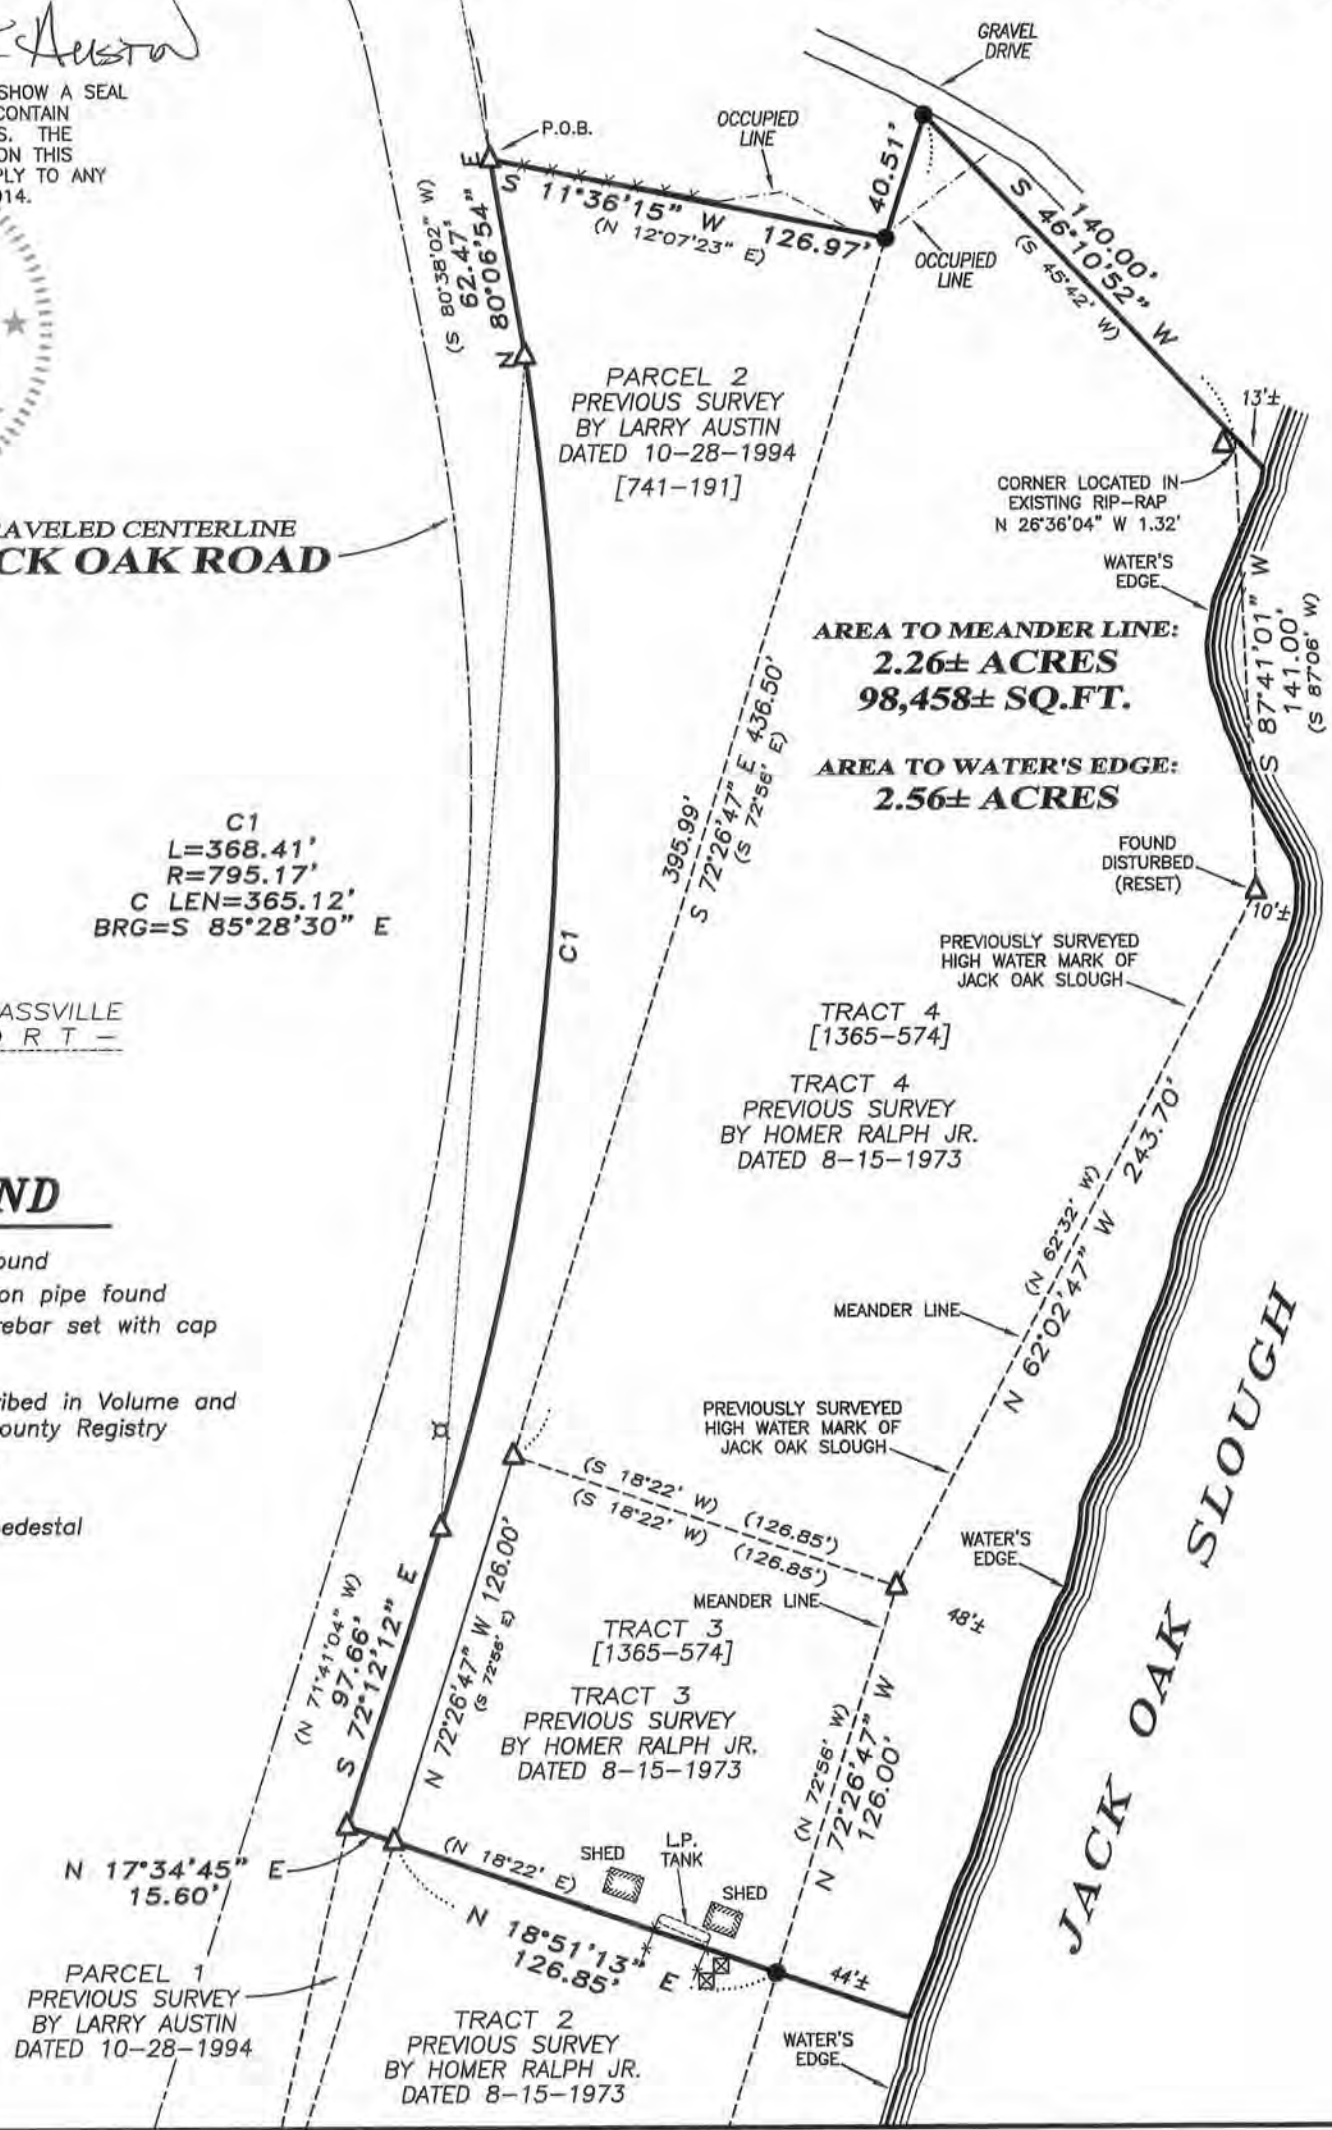 Austin
SHOW A SEAL
CONTAIN
S. THE
ON THIS
PLY TO ANY
014.
GRAVEL
DRIVE
P.O.B.
OCCUPIED
LINE
S 11°36'15" W 126.97'
(N 12°07'23" E)
40.51'
OCCUPIED
LINE
140.00'
S 46°10'52" W
(S 45°42' W)
(S 80°38'02" W)
62.47'
N 80°06'54" E
PARCEL 2
PREVIOUS SURVEY
BY LARRY AUSTIN
DATED 10-28-1994
[741-191]
13'±
CORNER LOCATED IN
EXISTING RIP-RAP
N 26°36'04" W 1.32'
WATER'S
EDGE
RAVELED CENTERLINE
CK OAK ROAD
AREA TO MEANDER LINE:
2.26± ACRES
98,458± SQ.FT.
AREA TO WATER'S EDGE:
2.56± ACRES
S 87°41'01" W
141.00'
(S 87°06' W)
395.99'
S 72°26'47" E 436.50'
(S 72°56' E)
C1
L=368.41'
R=795.17'
C LEN=365.12'
BRG=S 85°28'30" E
C1
FOUND
DISTURBED
(RESET)
10'±
PREVIOUSLY SURVEYED
HIGH WATER MARK OF
JACK OAK SLOUGH
ASSVILLE
O R T -
TRACT 4
[1365-574]
TRACT 4
PREVIOUS SURVEY
BY HOMER RALPH JR.
DATED 8-15-1973
(N 62°32' W)
N 62°02'47" W 243.70'
ND
ound
on pipe found
rebar set with cap
ribed in Volume and
ounty Registry
edestal
MEANDER LINE
PREVIOUSLY SURVEYED
HIGH WATER MARK OF
JACK OAK SLOUGH
(S 18°22' W) (126.85')
(S 18°22' W) (126.85')
WATER'S
EDGE
JACK OAK SLOUGH
MEANDER LINE
48'±
(N 71°41'04" W)
97.66'
S 72°12'12" E
N 72°26'47" W 126.00'
(S 72°56' E)
TRACT 3
[1365-574]
TRACT 3
PREVIOUS SURVEY
BY HOMER RALPH JR.
DATED 8-15-1973
(N 72°56' W)
N 72°26'47" W
126.00'
N 17°34'45" E
15.60'
(N 18°22' E)
SHED
L.P.
TANK
SHED
N 18°51'13" E
126.85'
44'±
PARCEL 1
PREVIOUS SURVEY
BY LARRY AUSTIN
DATED 10-28-1994
TRACT 2
PREVIOUS SURVEY
BY HOMER RALPH JR.
DATED 8-15-1973
WATER'S
EDGE